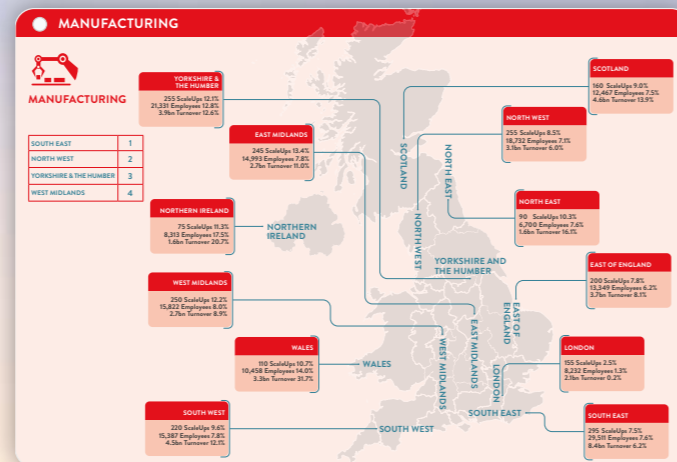 MANUFACTURING
MANUFACTURING
SOUTH EAST 1
NORTH WEST 2
YORKSHIRE & THE HUMBER 3
WEST MIDLANDS 4
YORKSHIRE &
THE HUMBER
255 ScaleUps 12.1%
21,331 Employees 12.8%
3.9bn Turnover 12.6%
EAST MIDLANDS
245 ScaleUps 13.4%
14,993 Employees 7.8%
2.7bn Turnover 11.0%
NORTHERN IRELAND
75 ScaleUps 11.3%
8,313 Employees 17.5%
1.6bn Turnover 20.7%
WEST MIDLANDS
250 ScaleUps 12.2%
15,822 Employees 8.0%
2.7bn Turnover 8.9%
WALES
110 ScaleUps 10.7%
10,458 Employees 14.0%
3.3bn Turnover 31.7%
SOUTH WEST
220 ScaleUps 9.6%
15,387 Employees 7.8%
4.5bn Turnover 12.1%
SCOTLAND
160 ScaleUps 9.0%
12,467 Employees 7.5%
4.6bn Turnover 13.9%
NORTH WEST
255 ScaleUps 8.5%
18,732 Employees 7.1%
3.1bn Turnover 6.0%
NORTH EAST
90 ScaleUps 10.3%
6,700 Employees 7.6%
1.6bn Turnover 16.1%
EAST OF ENGLAND
200 ScaleUps 7.8%
13,349 Employees 6.2%
3.7bn Turnover 8.1%
LONDON
155 ScaleUps 2.5%
8,232 Employees 1.3%
2.1bn Turnover 0.2%
SOUTH EAST
295 ScaleUps 7.5%
29,511 Employees 7.6%
8.4bn Turnover 6.2%
SCOTLAND
NORTH EAST
NORTH WEST
NORTHERN
IRELAND
YORKSHIRE AND
THE HUMBER
EAST OF
ENGLAND
EAST MIDLANDS
WEST MIDLANDS
WALES
LONDON
SOUTH EAST
SOUTH WEST